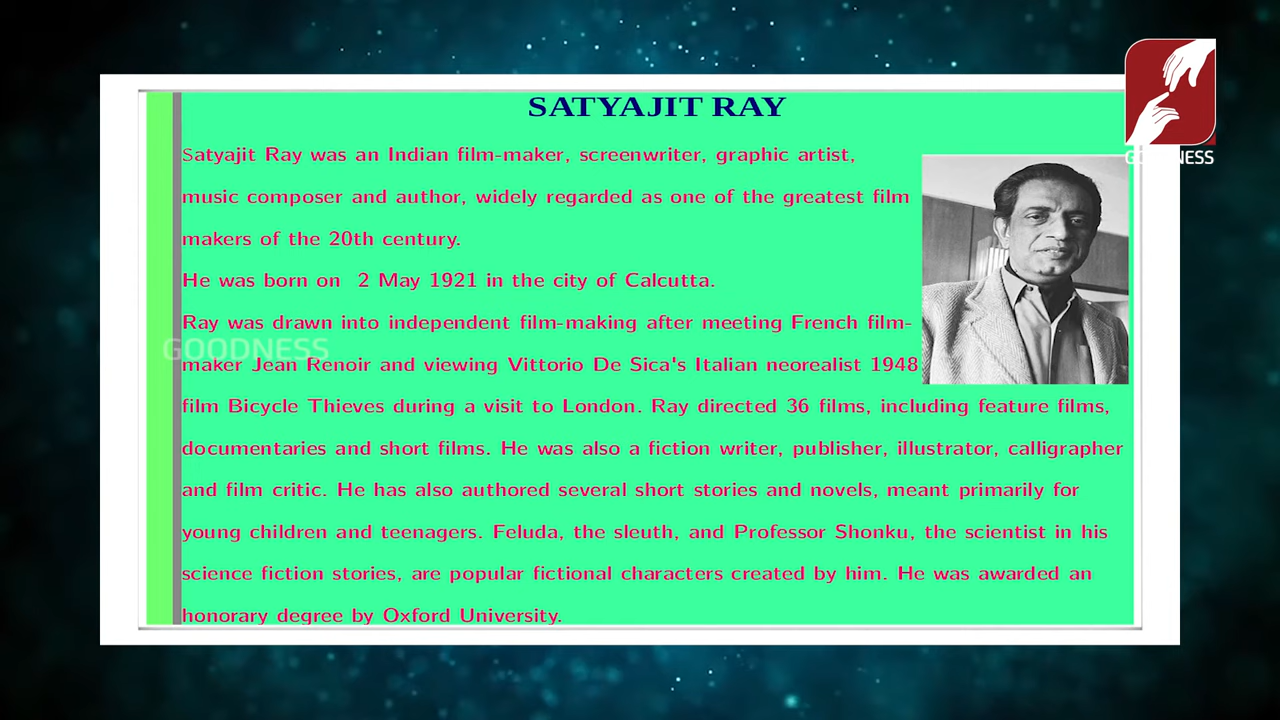 SATYAJIT RAY
Satyajit Ray was an Indian film-maker, screenwriter, graphic artist,
music composer and author, widely regarded as one of the greatest film
makers of the 20th century.
He was born on  2 May 1921 in the city of Calcutta.
Ray was drawn into independent film-making after meeting French film-
maker Jean Renoir and viewing Vittorio De Sica's Italian neorealist 1948
film Bicycle Thieves during a visit to London. Ray directed 36 films, including feature films,
documentaries and short films. He was also a fiction writer, publisher, illustrator, calligrapher
and film critic. He has also authored several short stories and novels, meant primarily for
young children and teenagers. Feluda, the sleuth, and Professor Shonku, the scientist in his
science fiction stories, are popular fictional characters created by him. He was awarded an
honorary degree by Oxford University.
GOODNESS
GOODNESS